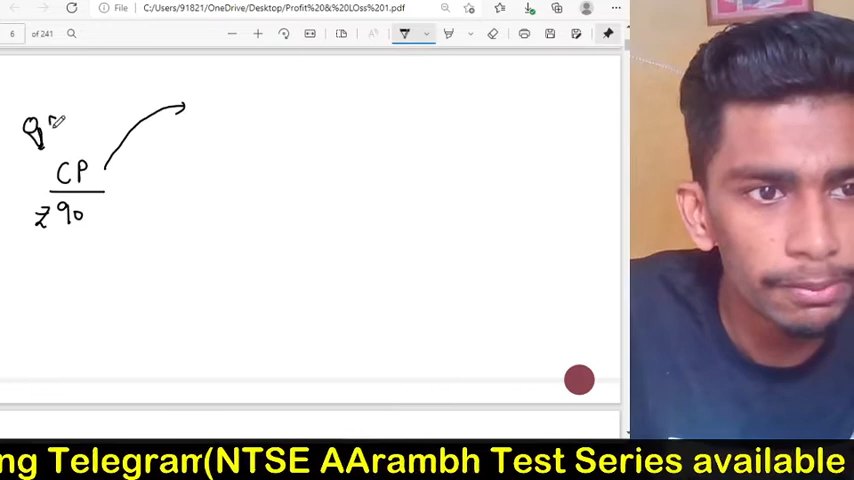 File
C:/Users/91821/OneDrive/Desktop/Profit%20&%20LOss%201.pdf
6 of 241
CP
90
ng Telegram(NTSE AArambh Test Series available